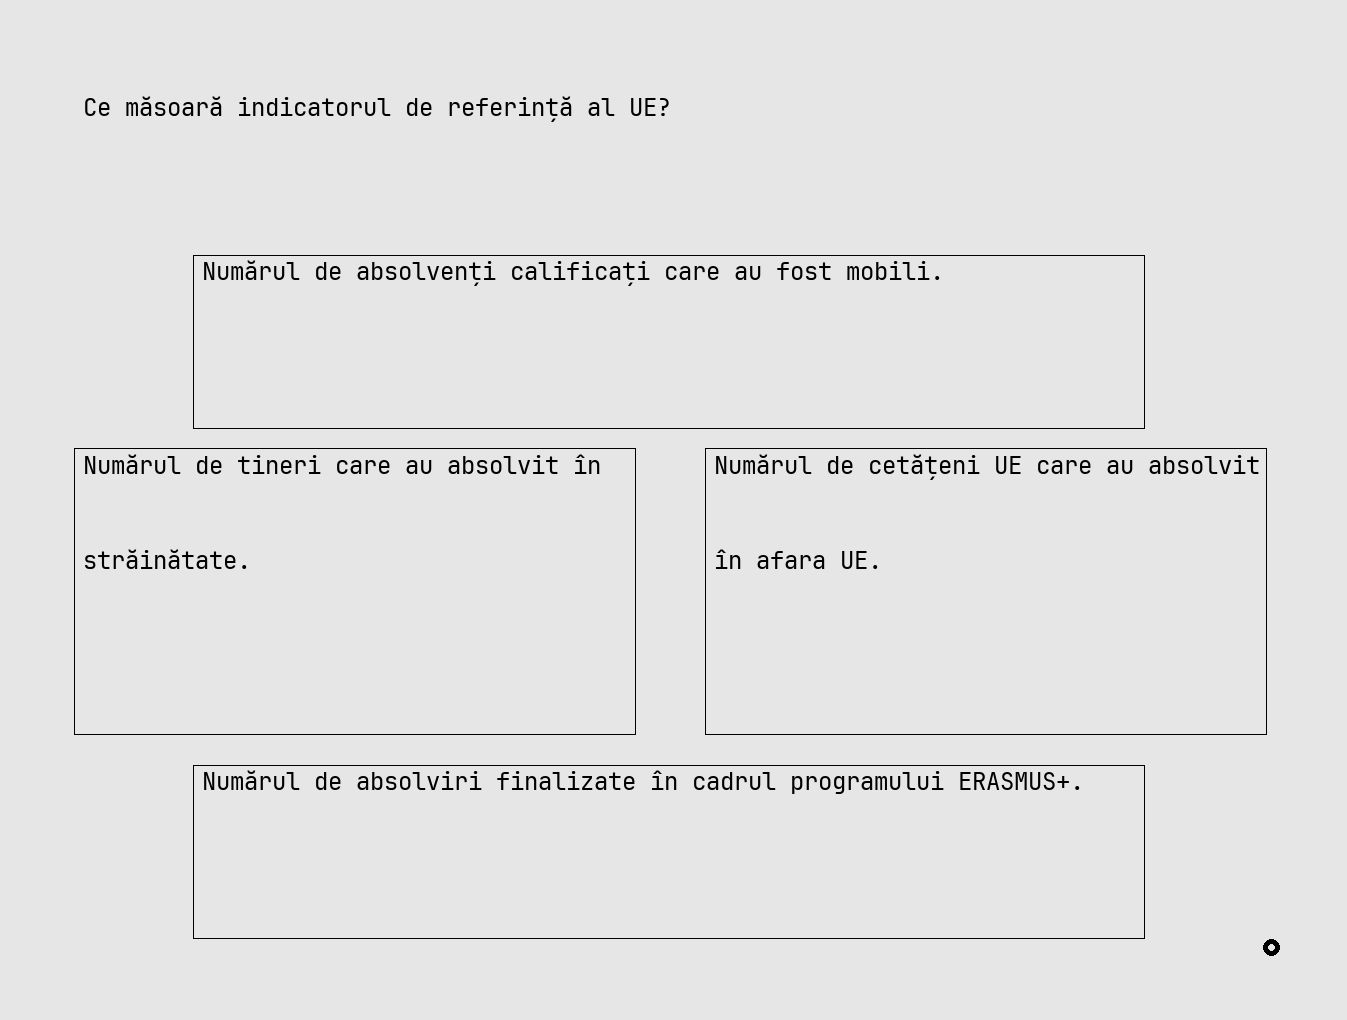 Ce măsoară indicatorul de referință al UE?
Numărul de absolvenți calificați care au fost mobili.
Numărul de tineri care au absolvit în
străinătate.
Numărul de cetățeni UE care au absolvit
în afara UE.
Numărul de absolviri finalizate în cadrul programului ERASMUS+.